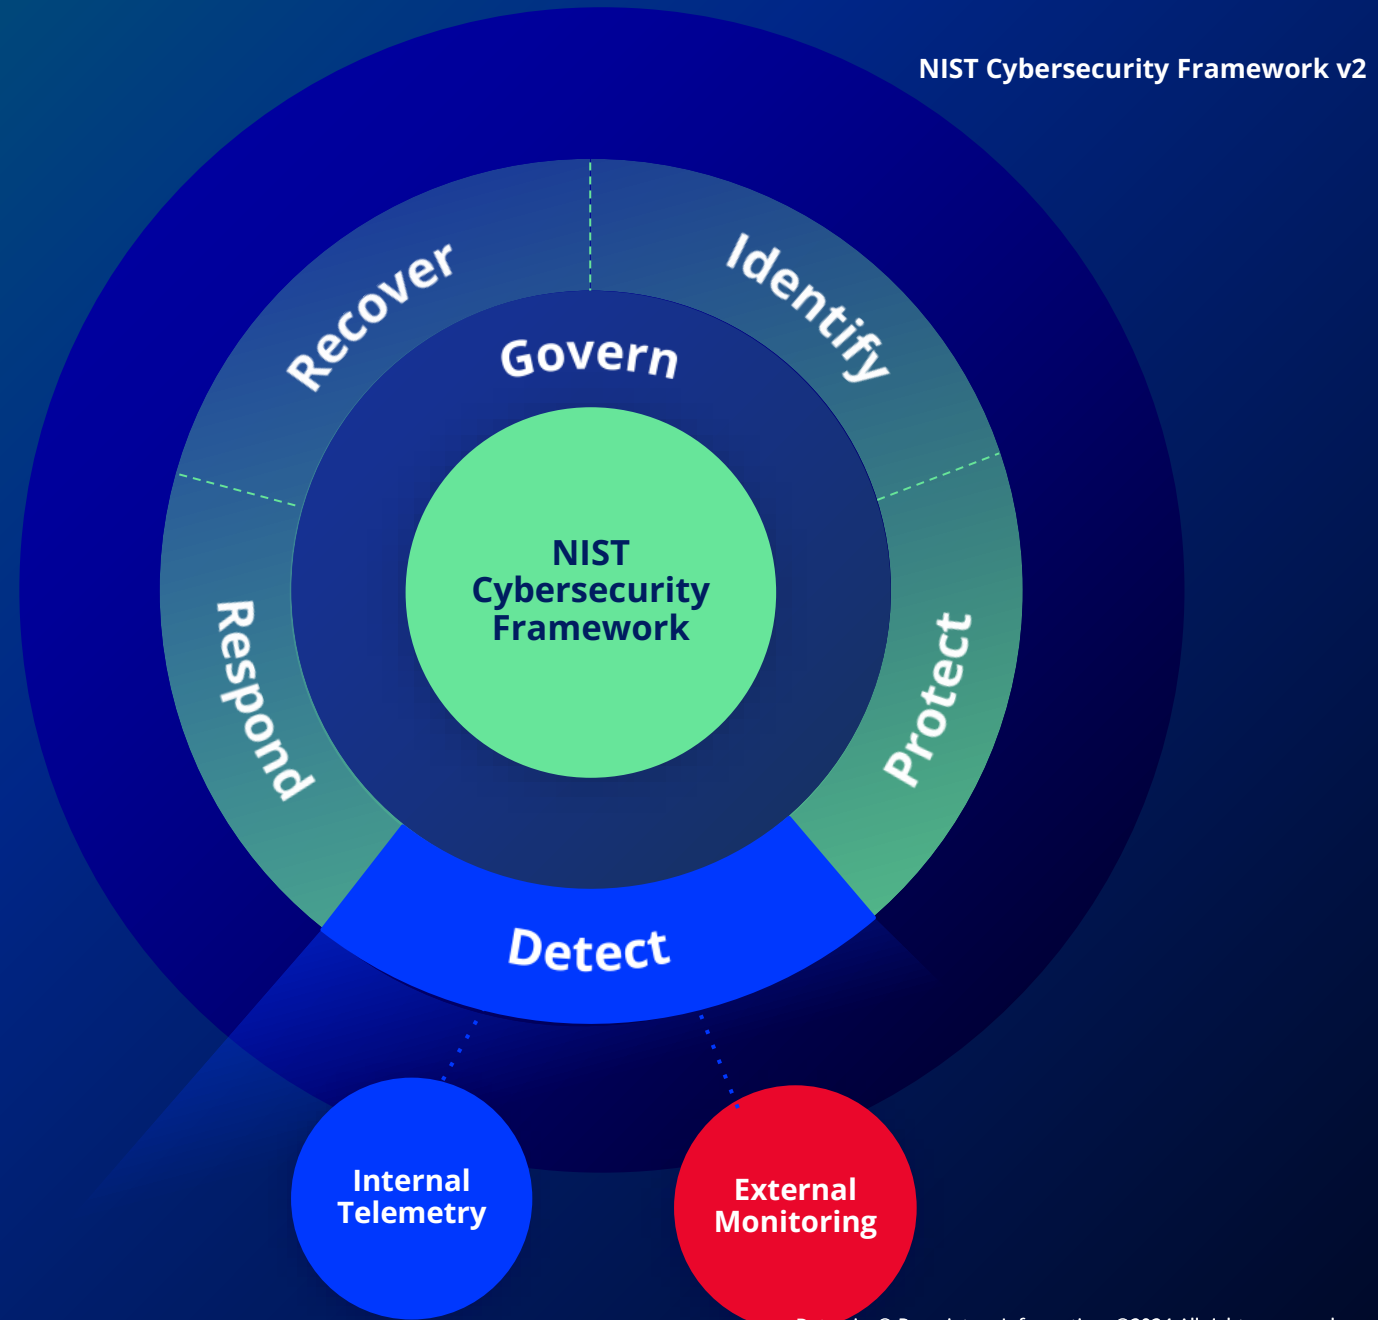 NIST Cybersecurity Framework v2
Recover
Identify
Govern
NIST
Cybersecurity
Framework
Respond
Protect
Detect
Internal
Telemetry
External
Monitoring